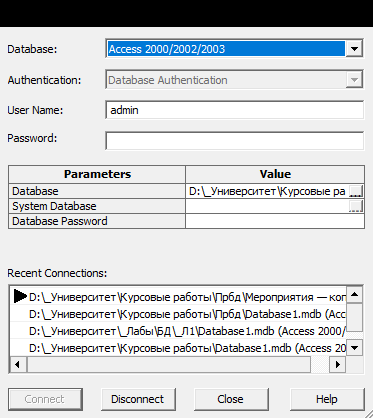 Database:
Access 2000/2002/2003
Authentication:
Database Authentication
User Name:
admin
Password:
Parameters Value
Database D:\_Университет\Курсовые ра ...
System Database ...
Database Password
Recent Connections:
D:\_Университет\Курсовые работы\Прбд\Мероприятия — коп
D:\_Университет\Курсовые работы\Прбд\Database1.mdb (Acc
D:\_Университет\_Лабы\БД\_Л1\Database1.mdb (Access 2000/
D:\_Университет\Курсовые работы\Database1.mdb (Access 20
Connect Disconnect Close Help